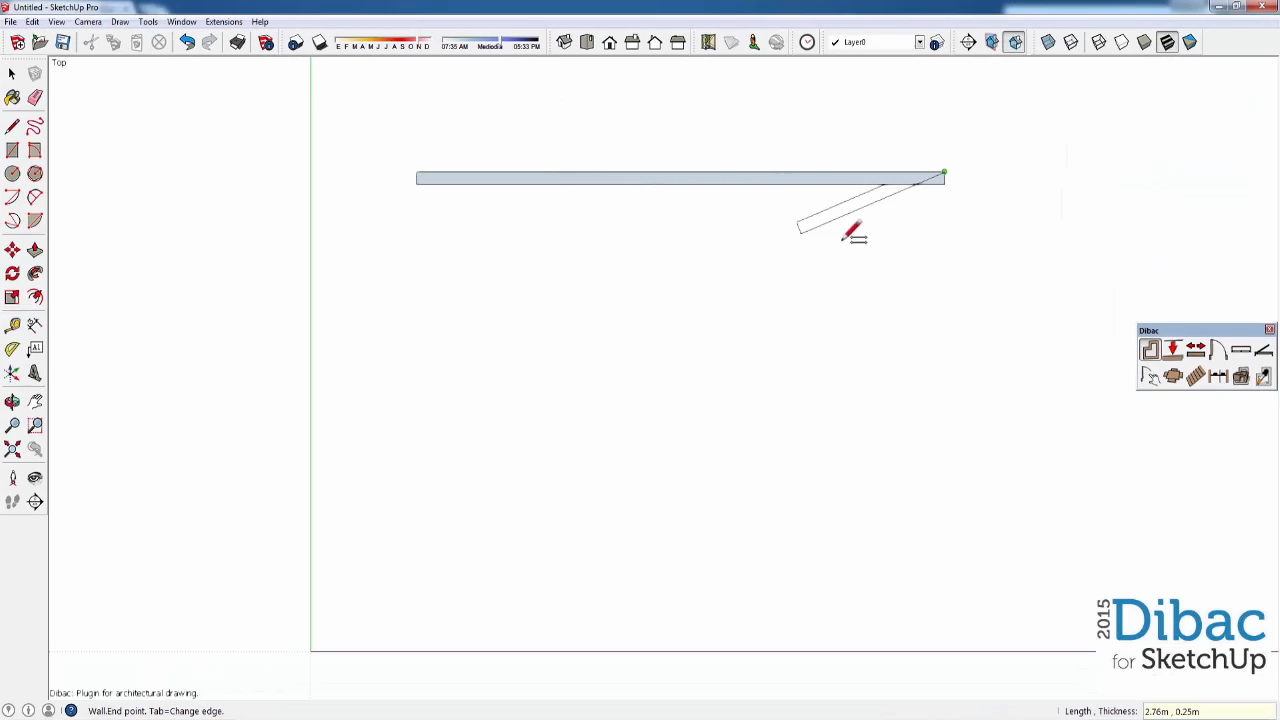 Untitled - SketchUp Pro
File Edit View Camera Draw Tools Window Extensions Help
E F M A M J J A S O N D
07:35 AM Mediodía 05:33 PM
Layer0
Top
A1
Dibac
2015
Dibac
for SketchUp
Dibac: Plugin for architectural drawing.
Wall.End point. Tab=Change edge.
Length , Thickness: 2.76m , 0.25m